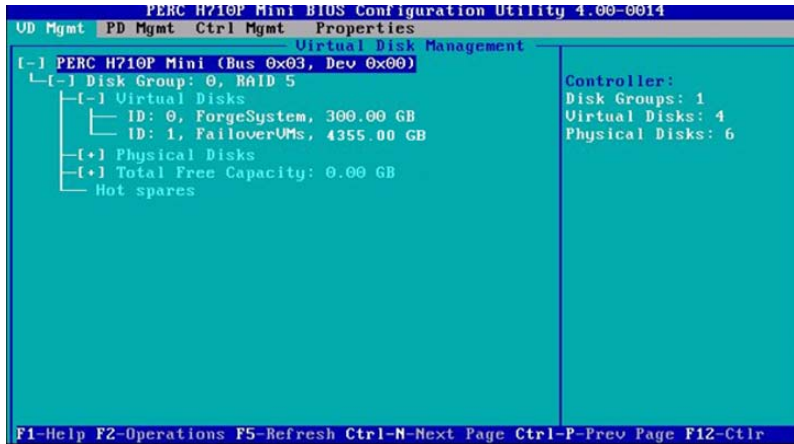 PERC H710P Mini BIOS Configuration Utility 4.00-0014
VD Mgmt PD Mgmt Ctrl Mgmt Properties
Virtual Disk Management
[-] PERC H710P Mini (Bus 0x03, Dev 0x00)
[-] Disk Group: 0, RAID 5
[-] Virtual Disks
ID: 0, ForgeSystem, 300.00 GB
ID: 1, FailoverVMs, 4355.00 GB
[+] Physical Disks
[+] Total Free Capacity: 0.00 GB
Hot spares
Controller:
Disk Groups: 1
Virtual Disks: 4
Physical Disks: 6
F1-Help F2-Operations F5-Refresh Ctrl-N-Next Page Ctrl-P-Prev Page F12-Ctlr